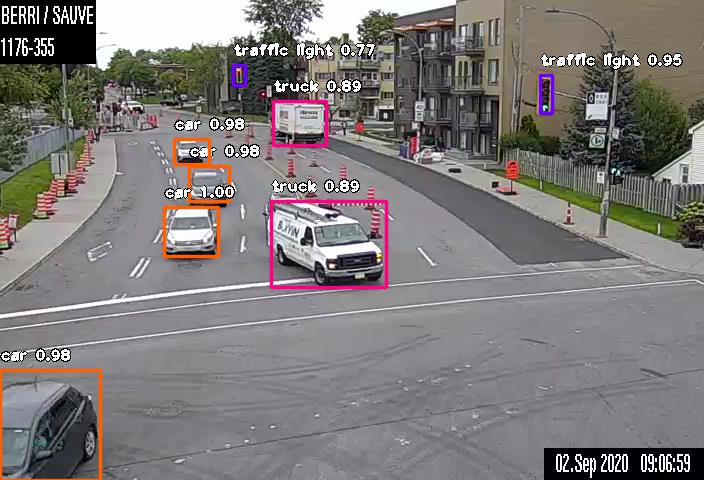 BERRI / SAUVE
1176-355
traffic light 0.77
traffic light 0.95
truck 0.89
car 0.98
car 0.98
car 1.00
truck 0.89
car 0.98
02.Sep 2020 09:06:59